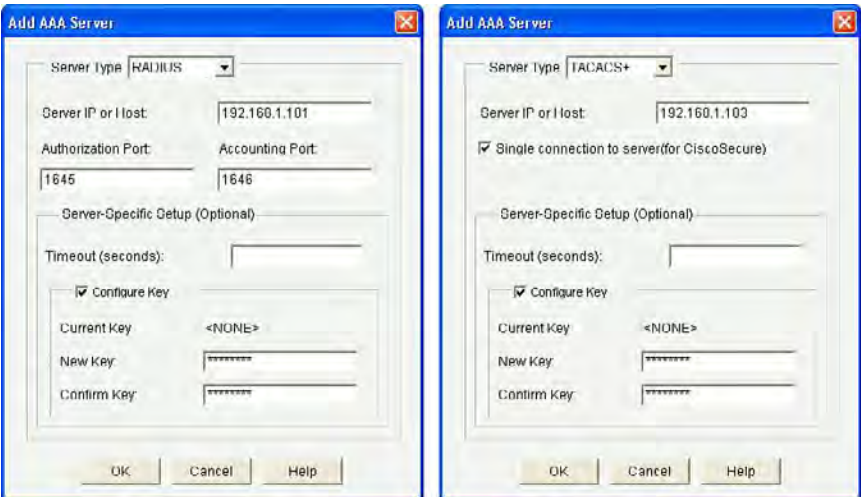 Add AAA Server
Server Type RADIUS
Server IP or Host: 192.160.1.101
Authorization Port: Accounting Port:
1645 1646
Server-Specific Setup (Optional)
Timeout (seconds):
Configure Key
Current Key <NONE>
New Key: ********
Confirm Key: ********
OK Cancel Help
Add AAA Server
Server Type TACACS+
Server IP or Host: 192.160.1.103
Single connection to server(for CiscoSecure)
Server-Specific Setup (Optional)
Timeout (seconds):
Configure Key
Current Key <NONE>
New Key: ********
Confirm Key: ********
OK Cancel Help